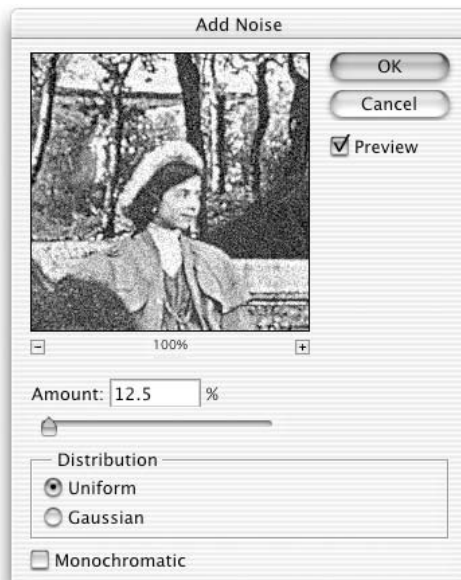 Add Noise
OK
Cancel
Preview
100%
Amount: 12.5 %
Distribution
Uniform
Gaussian
Monochromatic